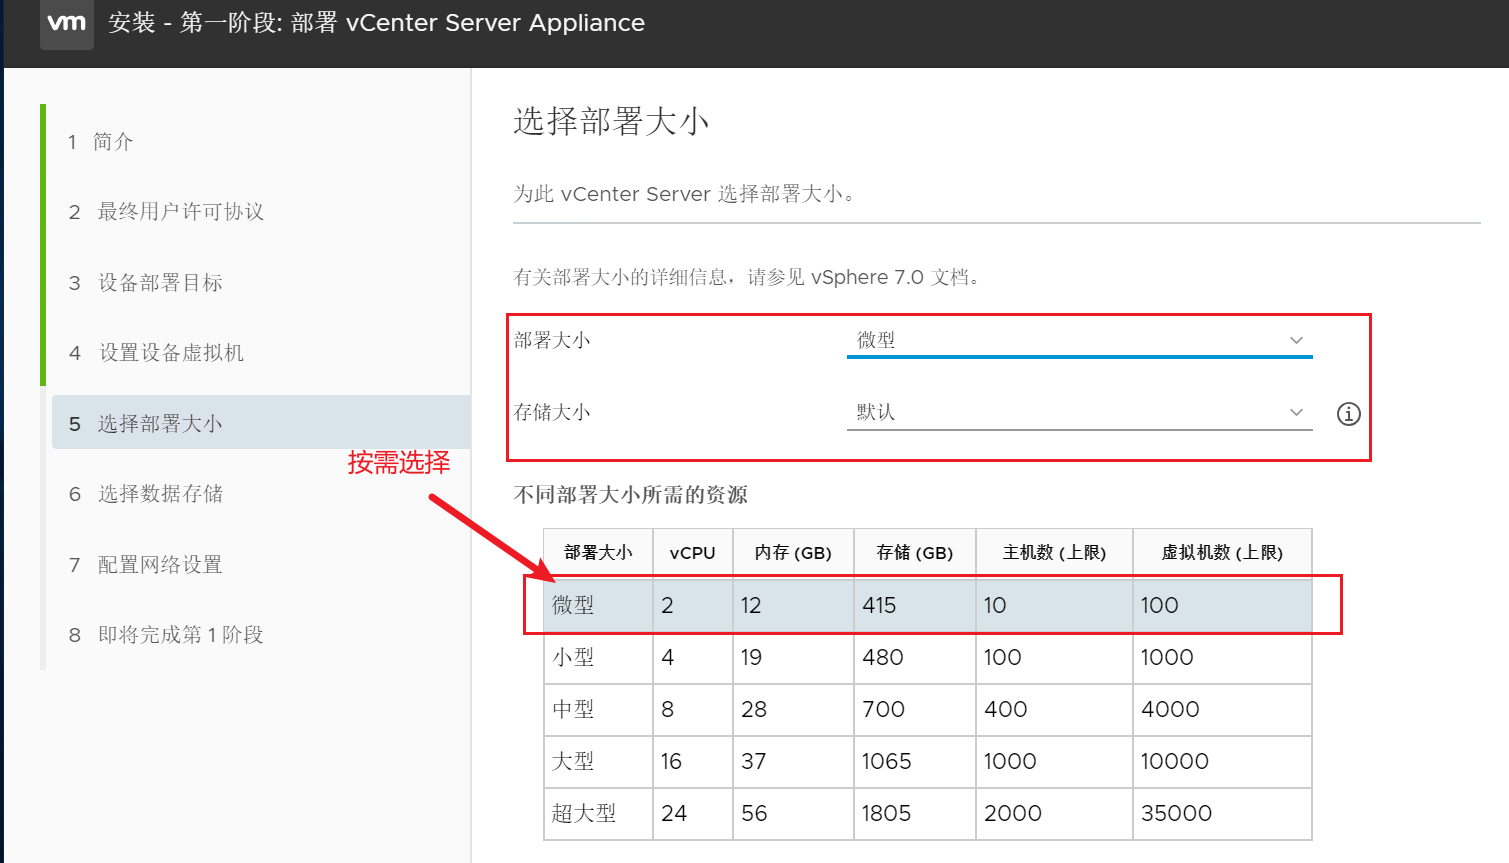 vm 安装 - 第一阶段: 部署 vCenter Server Appliance
1 简介
2 最终用户许可协议
3 设备部署目标
4 设置设备虚拟机
5 选择部署大小
按需选择
6 选择数据存储
7 配置网络设置
8 即将完成第 1 阶段
选择部署大小
为此 vCenter Server 选择部署大小。
有关部署大小的详细信息，请参见 vSphere 7.0 文档。
部署大小 微型
存储大小 默认
不同部署大小所需的资源
部署大小 vCPU 内存 (GB) 存储 (GB) 主机数 (上限) 虚拟机数 (上限)
微型 2 12 415 10 100
小型 4 19 480 100 1000
中型 8 28 700 400 4000
大型 16 37 1065 1000 10000
超大型 24 56 1805 2000 35000